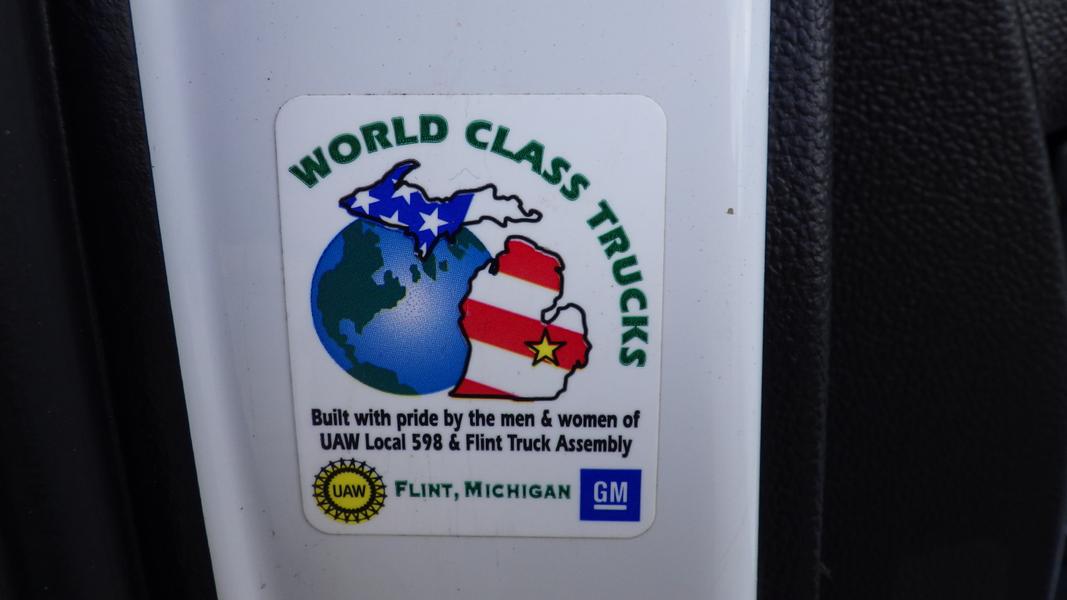 WORLD CLASS TRUCKS
Built with pride by the men & women of
UAW Local 598 & Flint Truck Assembly
UAW FLINT, MICHIGAN GM